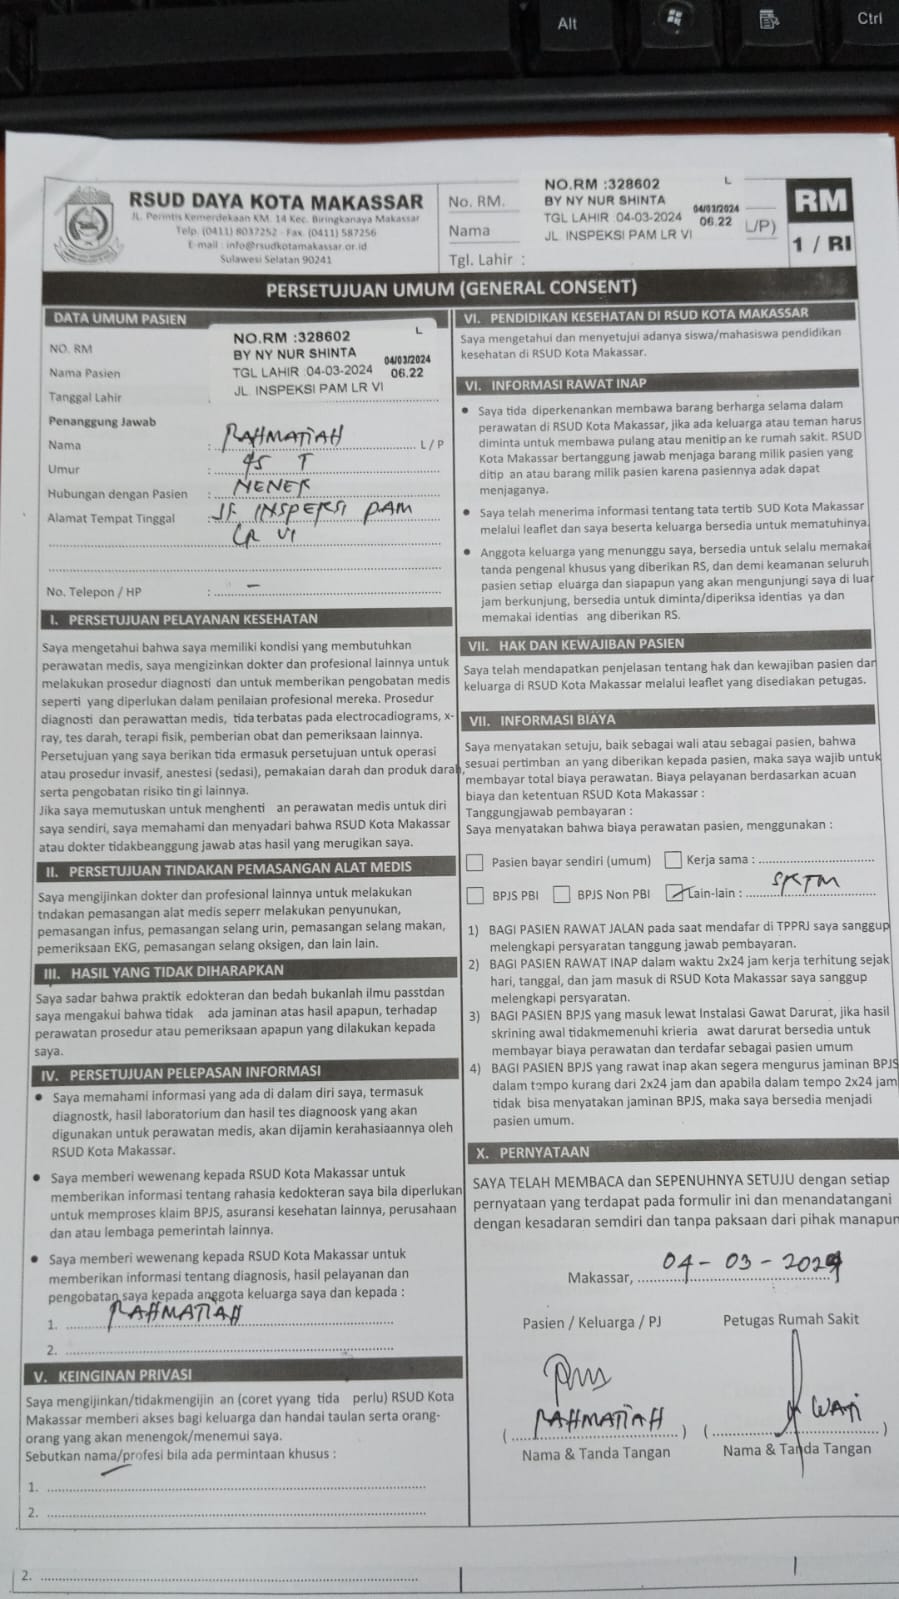 Alt
Ctrl
RSUD DAYA KOTA MAKASSAR
JL. Perintis Kemerdekaan KM. 14 Kec. Biringkanaya Makassar
Telp. (0411) 8037252 - Fax. (0411) 587256
E-mail : info@rsudkotamakassar.or.id
Sulawesi Selatan 90241
No. RM.
Nama
Tgl. Lahir :
NO.RM :328602 L
BY NY NUR SHINTA 04/03/2024
TGL LAHIR 04-03-2024 06.22
JL. INSPEKSI PAM LR VI
L/P)
RM
1 / RI
PERSETUJUAN UMUM (GENERAL CONSENT)
DATA UMUM PASIEN
NO. RM
Nama Pasien
Tanggal Lahir
NO.RM :328602 L
BY NY NUR SHINTA 04/03/2024
TGL LAHIR 04-03-2024 06.22
JL. INSPEKSI PAM LR VI
Penanggung Jawab
Nama : RAHMATIAH L / P
Umur : 45 T
Hubungan dengan Pasien : NENEK
Alamat Tempat Tinggal : Jl INSPEKSI PAM
LR VI
No. Telepon / HP : –
I. PERSETUJUAN PELAYANAN KESEHATAN
Saya mengetahui bahwa saya memiliki kondisi yang membutuhkan
perawatan medis, saya mengizinkan dokter dan profesional lainnya untuk
melakukan prosedur diagnosti dan untuk memberikan pengobatan medis
seperti yang diperlukan dalam penilaian profesional mereka. Prosedur
diagnosti dan perawattan medis, tida terbatas pada electrocadiograms, x-
ray, tes darah, terapi fisik, pemberian obat dan pemeriksaan lainnya.
Persetujuan yang saya berikan tida ermasuk persetujuan untuk operasi
atau prosedur invasif, anestesi (sedasi), pemakaian darah dan produk darah,
serta pengobatan risiko tin gi lainnya.
Jika saya memutuskan untuk menghenti an perawatan medis untuk diri
saya sendiri, saya memahami dan menyadari bahwa RSUD Kota Makassar
atau dokter tidakbeanggung jawab atas hasil yang merugikan saya.
II. PERSETUJUAN TINDAKAN PEMASANGAN ALAT MEDIS
Saya mengijinkan dokter dan profesional lainnya untuk melakukan
tndakan pemasangan alat medis seperr melakukan penyunukan,
pemasangan infus, pemasangan selang urin, pemasangan selang makan,
pemeriksaan EKG, pemasangan selang oksigen, dan lain lain.
III. HASIL YANG TIDAK DIHARAPKAN
Saya sadar bahwa praktik edokteran dan bedah bukanlah ilmu passtdan
saya mengakui bahwa tidak ada jaminan atas hasil apapun, terhadap
perawatan prosedur atau pemeriksaan apapun yang dilakukan kepada
saya.
IV. PERSETUJUAN PELEPASAN INFORMASI
• Saya memahami informasi yang ada di dalam diri saya, termasuk
diagnostk, hasil laboratorium dan hasil tes diagnoosk yang akan
digunakan untuk perawatan medis, akan dijamin kerahasiaannya oleh
RSUD Kota Makassar.
• Saya memberi wewenang kepada RSUD Kota Makassar untuk
memberikan informasi tentang rahasia kedokteran saya bila diperlukan
untuk memproses klaim BPJS, asuransi kesehatan lainnya, perusahaan
dan atau lembaga pemerintah lainnya.
• Saya memberi wewenang kepada RSUD Kota Makassar untuk
memberikan informasi tentang diagnosis, hasil pelayanan dan
pengobatan saya kepada anggota keluarga saya dan kepada :
1. RAHMATIAH
2.
V. KEINGINAN PRIVASI
Saya mengijinkan/tidakmengijin an (coret yyang tida perlu) RSUD Kota
Makassar memberi akses bagi keluarga dan handai taulan serta orang-
orang yang akan menengok/menemui saya.
Sebutkan nama/profesi bila ada permintaan khusus :
1.
2.
2.
VI. PENDIDIKAN KESEHATAN DI RSUD KOTA MAKASSAR
Saya mengetahui dan menyetujui adanya siswa/mahasiswa pendidikan
kesehatan di RSUD Kota Makassar.
VI. INFORMASI RAWAT INAP
• Saya tida diperkenankan membawa barang berharga selama dalam
perawatan di RSUD Kota Makassar, jika ada keluarga atau teman harus
diminta untuk membawa pulang atau menitip an ke rumah sakit. RSUD
Kota Makassar bertanggung jawab menjaga barang milik pasien yang
ditip an atau barang milik pasien karena pasiennya adak dapat
menjaganya.
• Saya telah menerima informasi tentang tata tertib SUD Kota Makassar
melalui leaflet dan saya beserta keluarga bersedia untuk mematuhinya.
• Anggota keluarga yang menunggu saya, bersedia untuk selalu memakai
tanda pengenal khusus yang diberikan RS, dan demi keamanan seluruh
pasien setiap eluarga dan siapapun yang akan mengunjungi saya di luar
jam berkunjung, bersedia untuk diminta/diperiksa identias ya dan
memakai identias ang diberikan RS.
VII. HAK DAN KEWAJIBAN PASIEN
Saya telah mendapatkan penjelasan tentang hak dan kewajiban pasien dan
keluarga di RSUD Kota Makassar melalui leaflet yang disediakan petugas.
VII. INFORMASI BIAYA
Saya menyatakan setuju, baik sebagai wali atau sebagai pasien, bahwa
sesuai pertimban an yang diberikan kepada pasien, maka saya wajib untuk
membayar total biaya perawatan. Biaya pelayanan berdasarkan acuan
biaya dan ketentuan RSUD Kota Makassar :
Tanggungjawab pembayaran :
Saya menyatakan bahwa biaya perawatan pasien, menggunakan :
Pasien bayar sendiri (umum) Kerja sama :
BPJS PBI BPJS Non PBI Lain-lain : SKTM
1) BAGI PASIEN RAWAT JALAN pada saat mendafar di TPPRJ saya sanggup
melengkapi persyaratan tanggung jawab pembayaran.
2) BAGI PASIEN RAWAT INAP dalam waktu 2x24 jam kerja terhitung sejak
hari, tanggal, dan jam masuk di RSUD Kota Makassar saya sanggup
melengkapi persyaratan.
3) BAGI PASIEN BPJS yang masuk lewat Instalasi Gawat Darurat, jika hasil
skrining awal tidakmemenuhi krieria awat darurat bersedia untuk
membayar biaya perawatan dan terdafar sebagai pasien umum
4) BAGI PASIEN BPJS yang rawat inap akan segera mengurus jaminan BPJS
dalam tempo kurang dari 2x24 jam dan apabila dalam tempo 2x24 jam
tidak bisa menyatakan jaminan BPJS, maka saya bersedia menjadi
pasien umum.
X. PERNYATAAN
SAYA TELAH MEMBACA dan SEPENUHNYA SETUJU dengan setiap
pernyataan yang terdapat pada formulir ini dan menandatangani
dengan kesadaran semdiri dan tanpa paksaan dari pihak manapun
Makassar, 04-03-2024
Pasien / Keluarga / PJ Petugas Rumah Sakit
( RAHMATIAH ) ( WATI )
Nama & Tanda Tangan Nama & Tanda Tangan